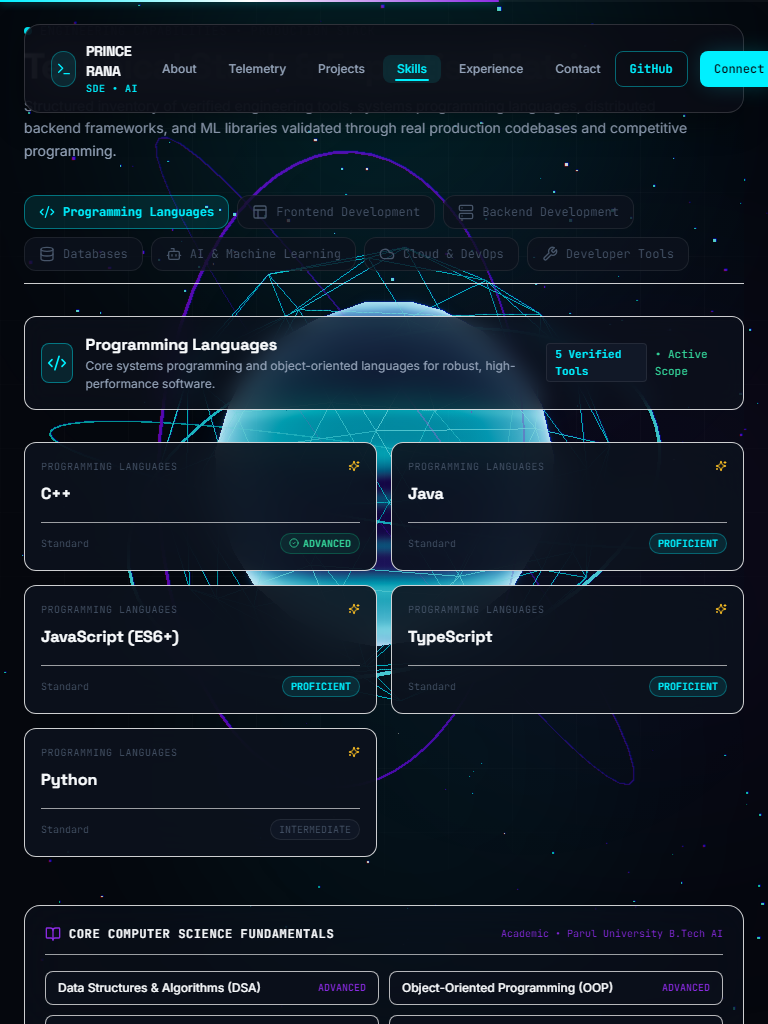 PRINCE
RANA
SDE • AI
About
Telemetry
Projects
Skills
Experience
Contact
GitHub
Connect
backend frameworks, and ML libraries validated through real production codebases and competitive
programming.
Programming Languages
Frontend Development
Backend Development
Databases
AI & Machine Learning
Cloud & DevOps
Developer Tools
Programming Languages
Core systems programming and object-oriented languages for robust, high-
performance software.
5 Verified
Tools
• Active
Scope
PROGRAMMING LANGUAGES
C++
Standard
ADVANCED
PROGRAMMING LANGUAGES
Java
Standard
PROFICIENT
PROGRAMMING LANGUAGES
JavaScript (ES6+)
Standard
PROFICIENT
PROGRAMMING LANGUAGES
TypeScript
Standard
PROFICIENT
PROGRAMMING LANGUAGES
Python
Standard
INTERMEDIATE
CORE COMPUTER SCIENCE FUNDAMENTALS
Academic • Parul University B.Tech AI
Data Structures & Algorithms (DSA)
ADVANCED
Object-Oriented Programming (OOP)
ADVANCED